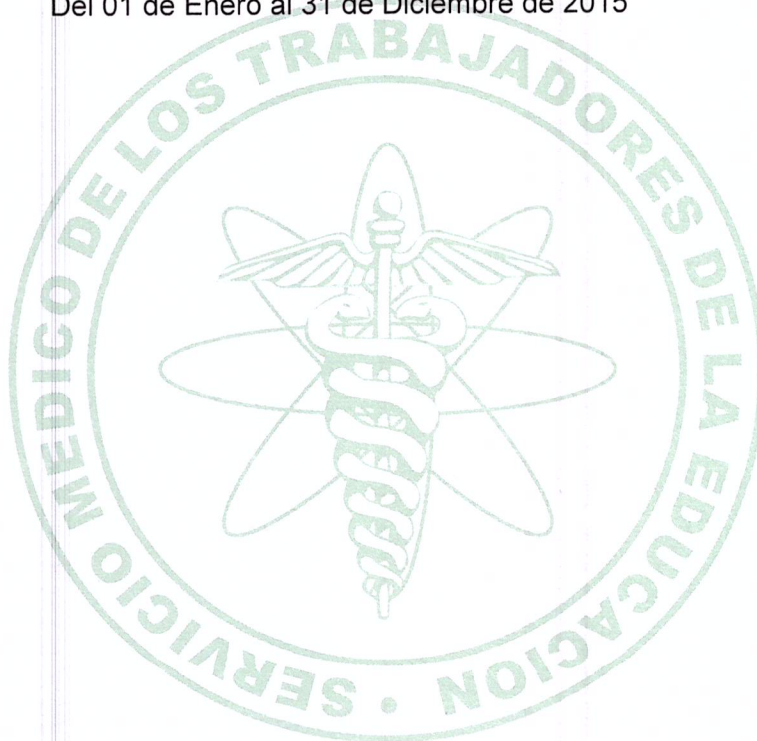 Del 01 de Enero al 31 de Diciembre de 2015
SERVICIO MEDICO DE LOS TRABAJADORES DE LA EDUCACION •